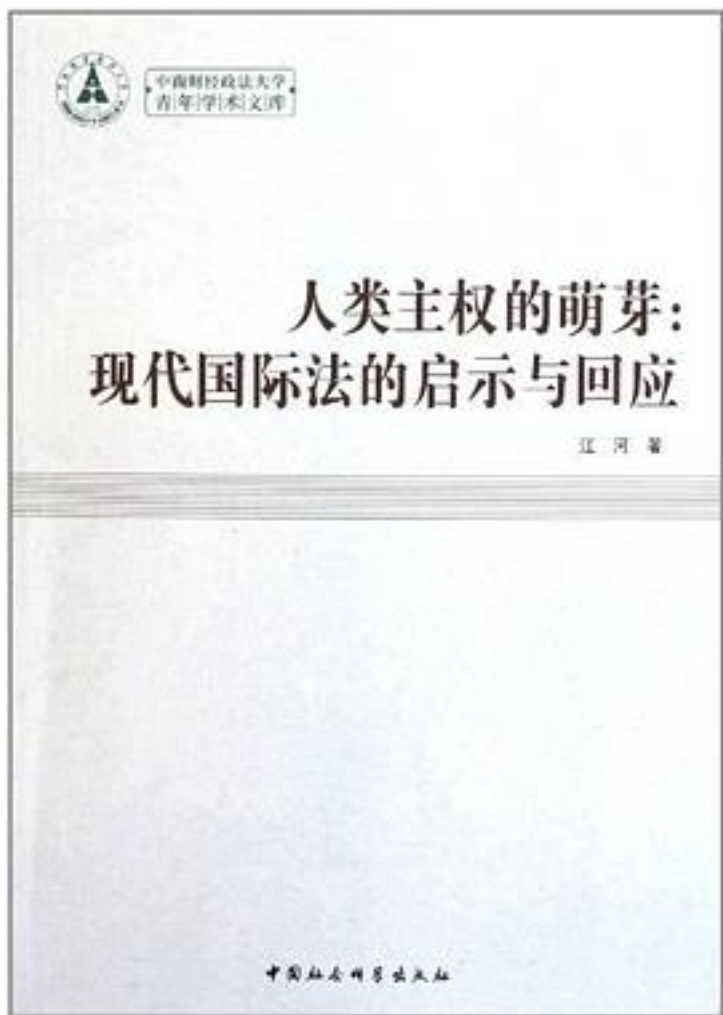 中南财经政法大学
青年学术文库
人类主权的萌芽:
现代国际法的启示与回应
江 河 著
中国社会科学出版社